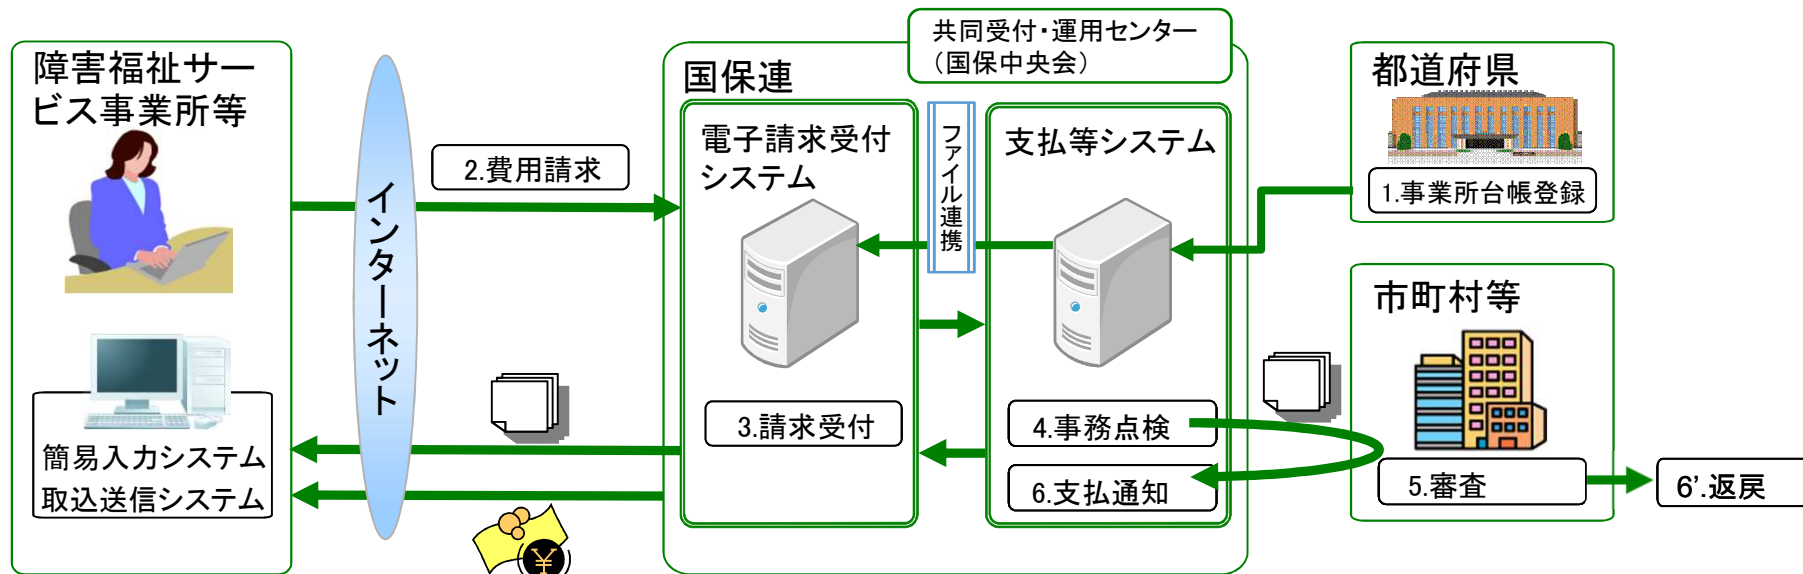 障害福祉サー
ビス事業所等
簡易入力システム
取込送信システム
インターネット
2.費用請求
共同受付・運用センター
（国保中央会）
国保連
電子請求受付
システム
3.請求受付
ファイル連携
支払等システム
4.事務点検
6.支払通知
都道府県
1.事業所台帳登録
市町村等
5.審査
6’.返戻
¥